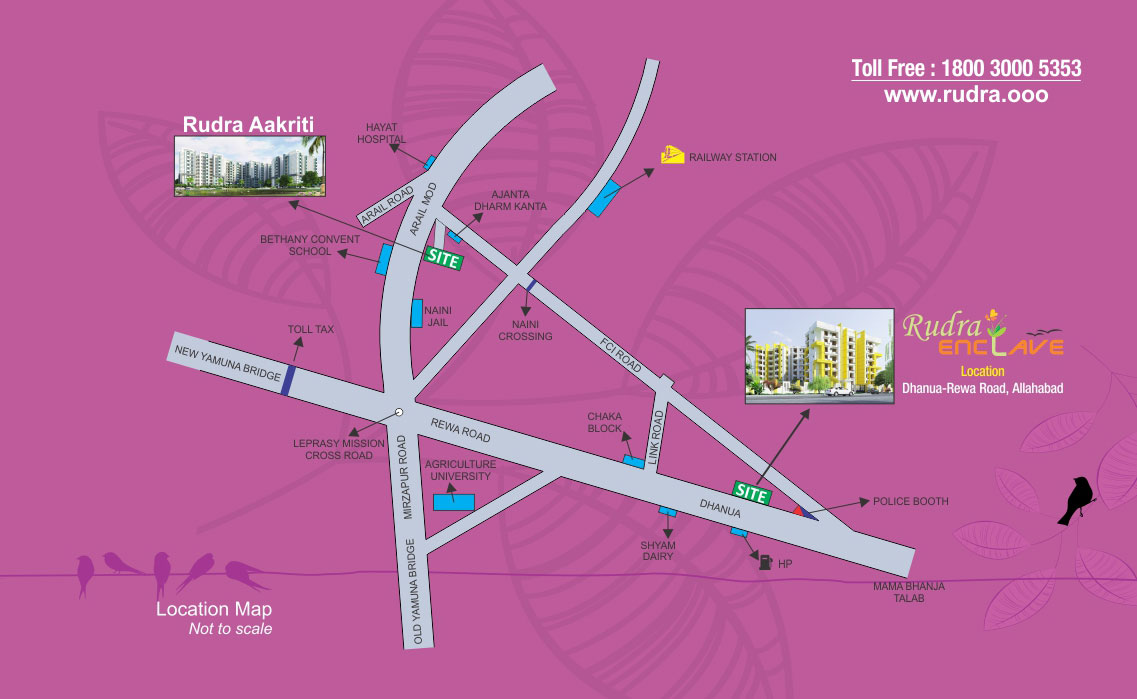 Toll Free : 1800 3000 5353
www.rudra.ooo
Rudra Aakriti
HAYAT
HOSPITAL
RAILWAY STATION
ARAIL ROAD
ARAIL MOD
AJANTA
DHARM KANTA
BETHANY CONVENT
SCHOOL
SITE
NAINI
JAIL
NAINI
CROSSING
TOLL TAX
NEW YAMUNA BRIDGE
FCI ROAD
Rudra
ENCLAVE
Location
Dhanua-Rewa Road, Allahabad
LEPRASY MISSION
CROSS ROAD
REWA ROAD
CHAKA
BLOCK
LINK ROAD
MIRZAPUR ROAD
AGRICULTURE
UNIVERSITY
SITE
DHANUA
POLICE BOOTH
SHYAM
DAIRY
HP
OLD YAMUNA BRIDGE
MAMA BHANJA
TALAB
Location Map
Not to scale